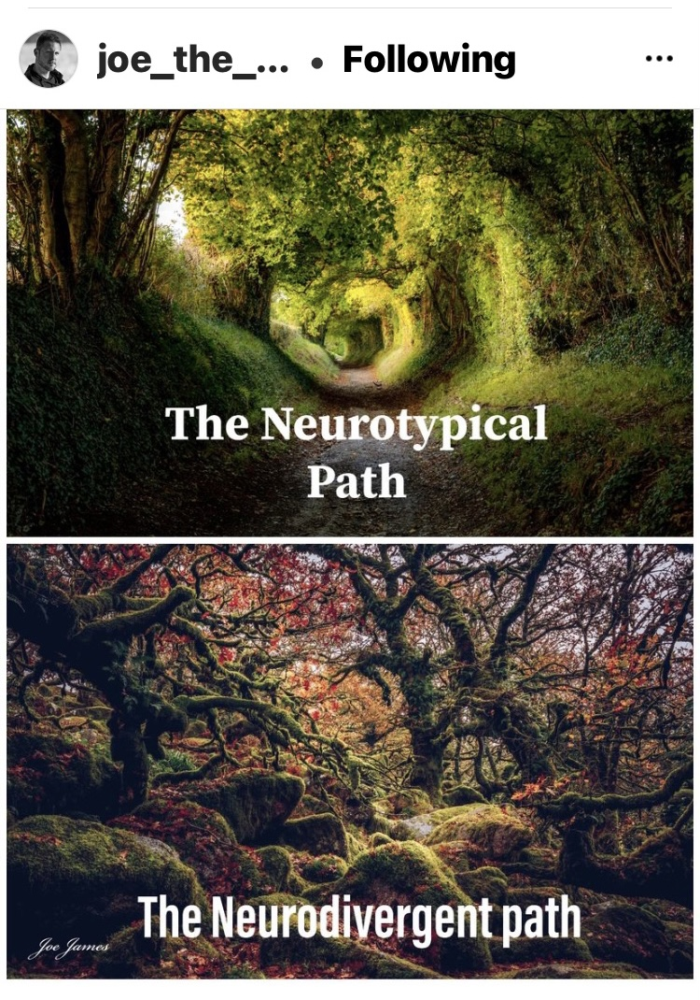 joe_the_... • Following
The Neurotypical
Path
The Neurodivergent path
Joe James